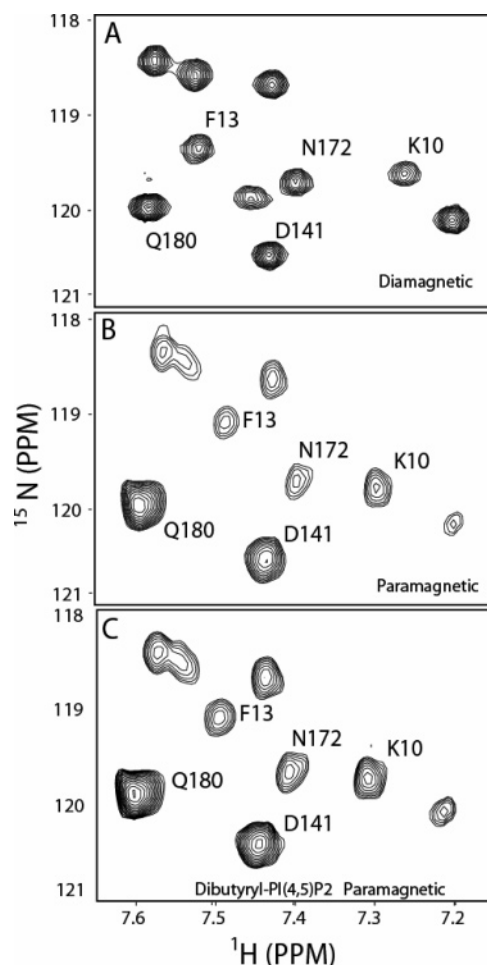 A
118
119
120
121
F13
N172
K10
Q180
D141
Diamagnetic
B
118
119
120
121
F13
N172
K10
Q180
D141
Paramagnetic
C
118
119
120
121
F13
N172
K10
Q180
D141
Dibutyryl-PI(4,5)P2 Paramagnetic
15N (PPM)
7.6 7.5 7.4 7.3 7.2
1H (PPM)